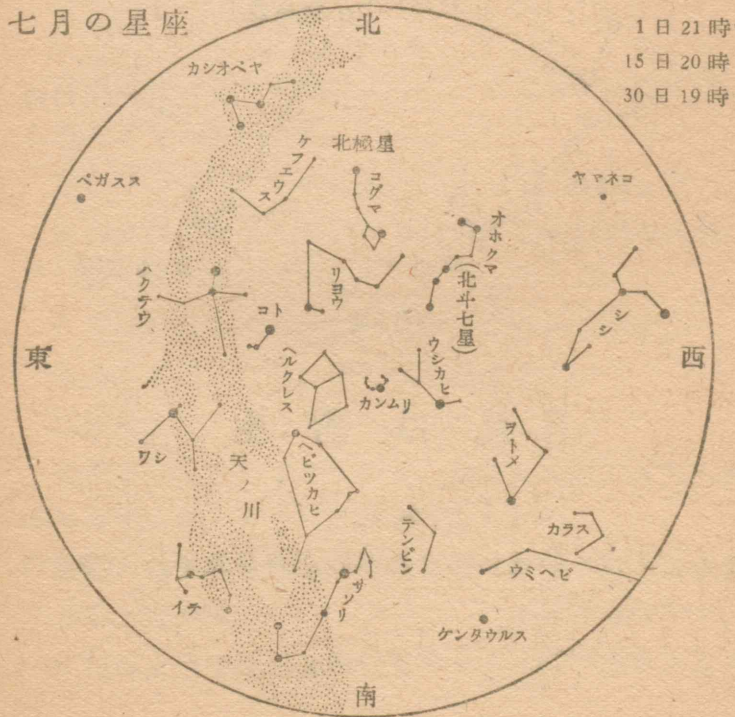 七月の星座
北
1日21時
15日20時
30日19時
カシオペヤ
北極星
ケフエウス
コグマ
ペガスス
ヤマネコ
オホクマ
(北斗七星)
リヨウ
ハクテウ
コト
シシ
東
西
ヘルクレス
ウシカヒ
カンムリ
ヲトメ
ワシ
天ノ川
ヘビツカヒ
テンビン
カラス
ウミヘビ
イテ
サソリ
ケンタウルス
南